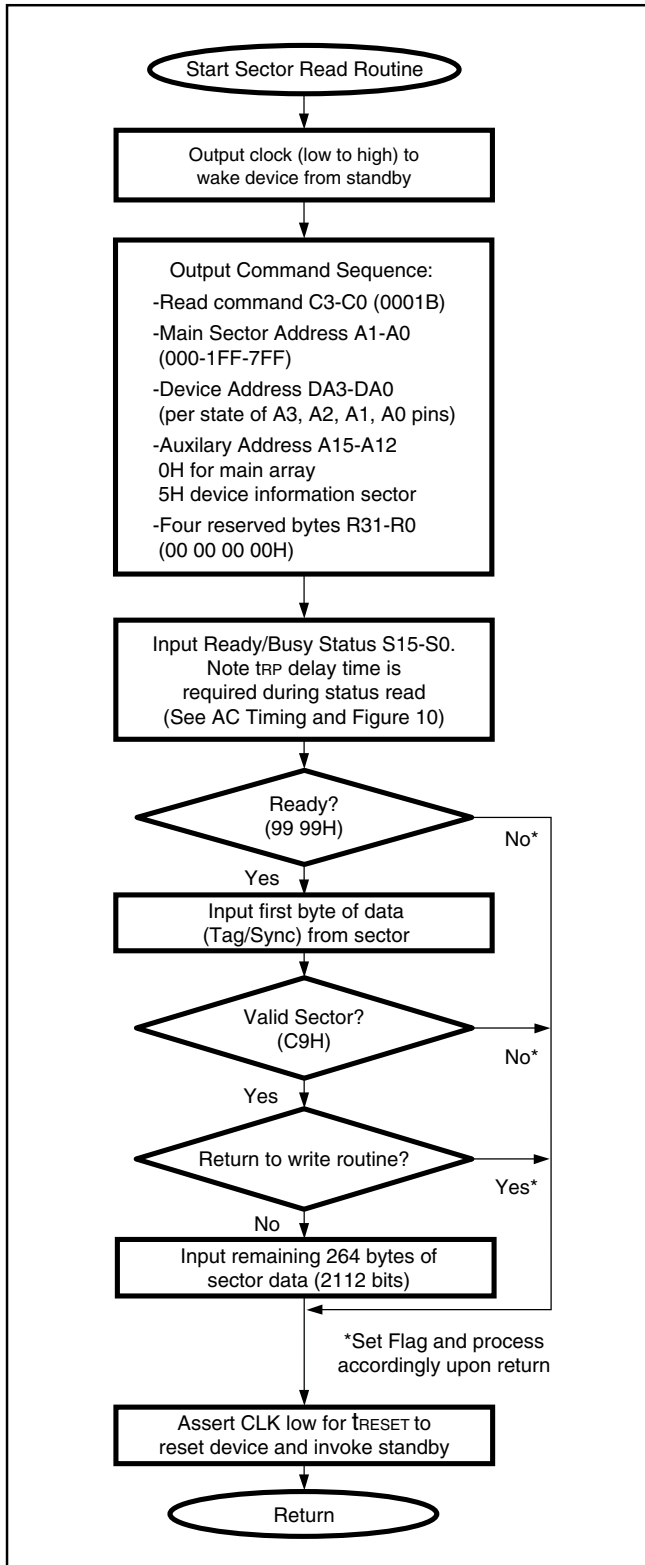 Start Sector Read Routine
Output clock (low to high) to
wake device from standby
Output Command Sequence:
-Read command C3-C0 (0001B)
-Main Sector Address A1-A0
(000-1FF-7FF)
-Device Address DA3-DA0
(per state of A3, A2, A1, A0 pins)
-Auxilary Address A15-A12
0H for main array
5H device information sector
-Four reserved bytes R31-R0
(00 00 00 00H)
Input Ready/Busy Status S15-S0.
Note tRP delay time is
required during status read
(See AC Timing and Figure 10)
Ready?
(99 99H)
No*
Yes
Input first byte of data
(Tag/Sync) from sector
Valid Sector?
(C9H)
No*
Yes
Return to write routine?
Yes*
No
Input remaining 264 bytes of
sector data (2112 bits)
*Set Flag and process
accordingly upon return
Assert CLK low for tRESET to
reset device and invoke standby
Return